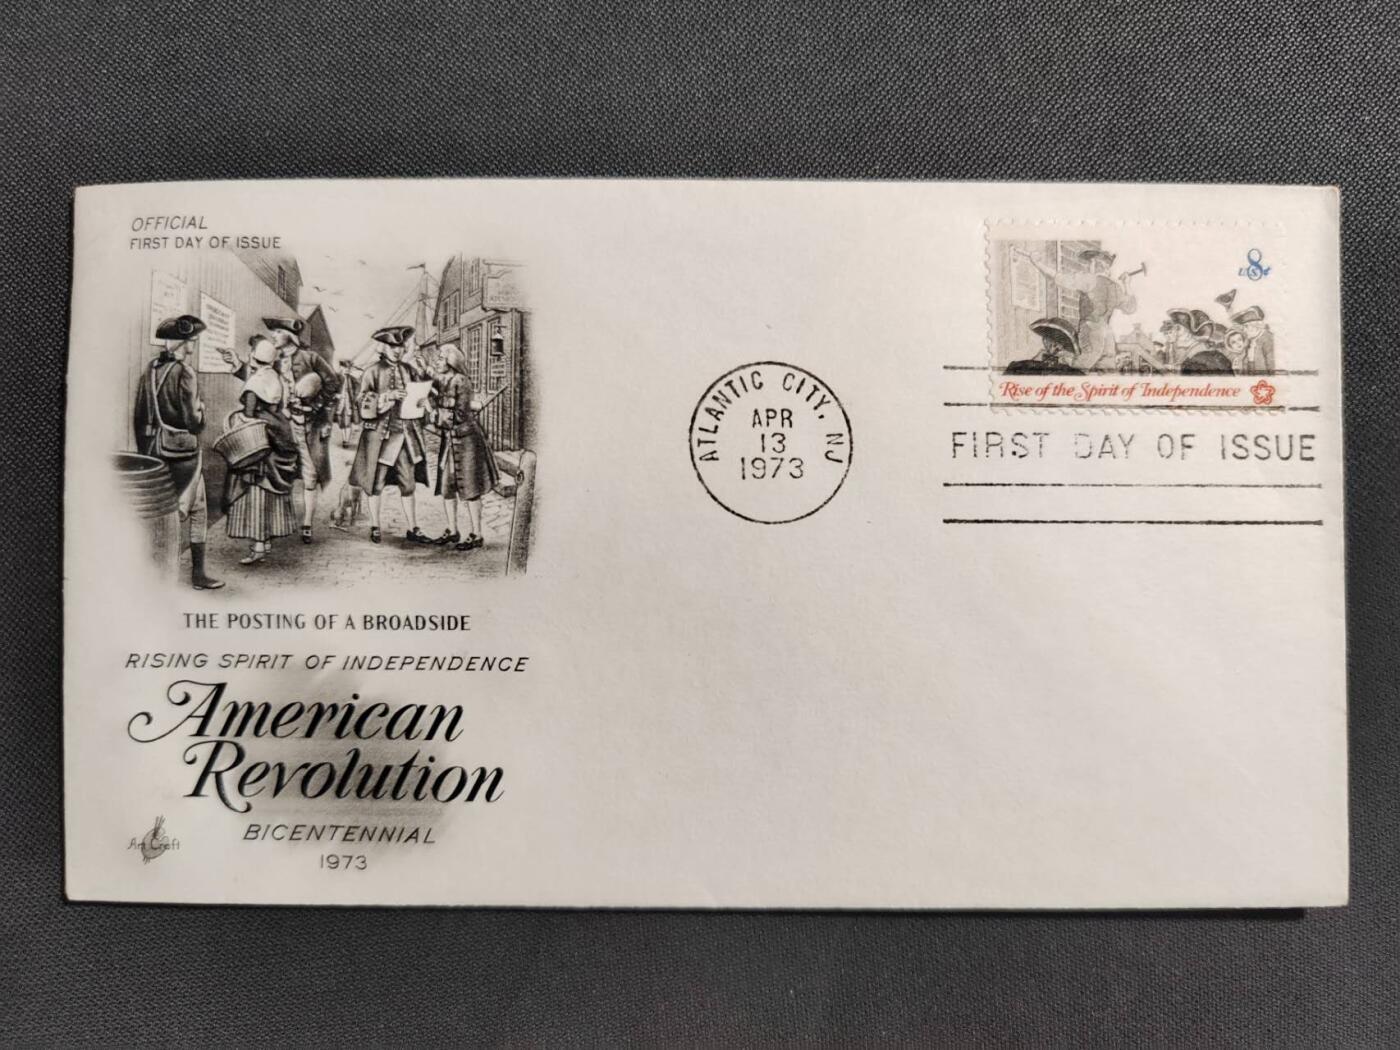 OFFICIAL
FIRST DAY OF ISSUE
THE POSTING OF A BROADSIDE
RISING SPIRIT OF INDEPENDENCE
American
Revolution
BICENTENNIAL
1973
Art Craft
ATLANTIC CITY, NJ
APR
13
1973
8
U.S. ¢
Rise of the Spirit of Independence
FIRST DAY OF ISSUE